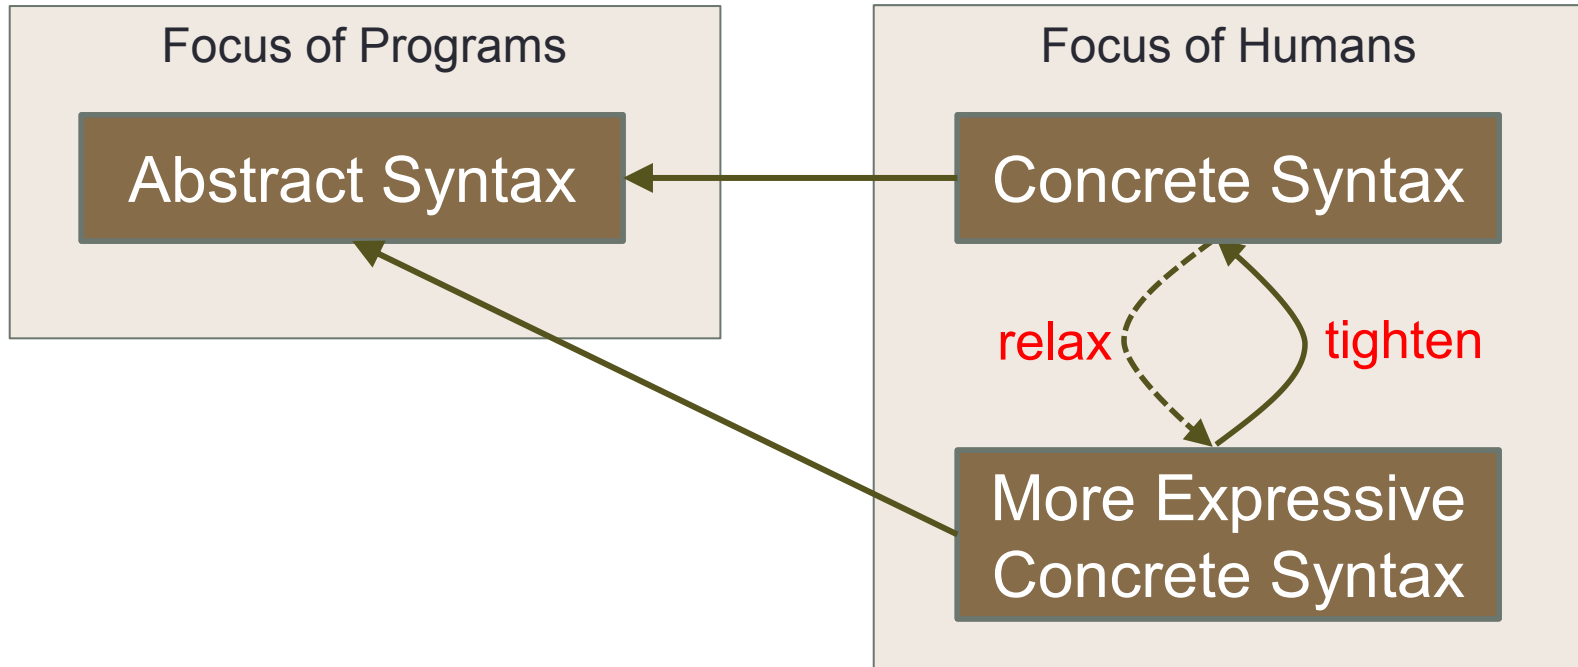 Focus of Programs
Abstract Syntax
Focus of Humans
Concrete Syntax
relax
tighten
More Expressive
Concrete Syntax